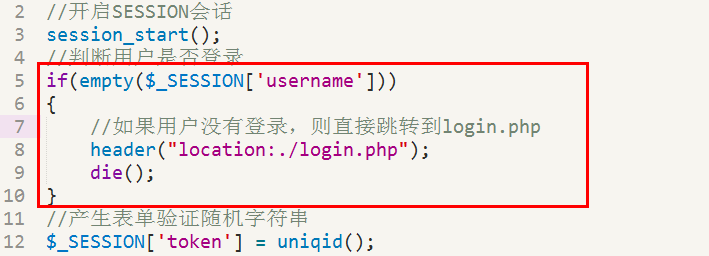 2 //开启SESSION会话
3 session_start();
4 //判断用户是否登录
5 if(empty($_SESSION['username']))
6 {
7 //如果用户没有登录，则直接跳转到login.php
8 header("location:./login.php");
9 die();
10 }
11 //产生表单验证随机字符串
12 $_SESSION['token'] = uniqid();